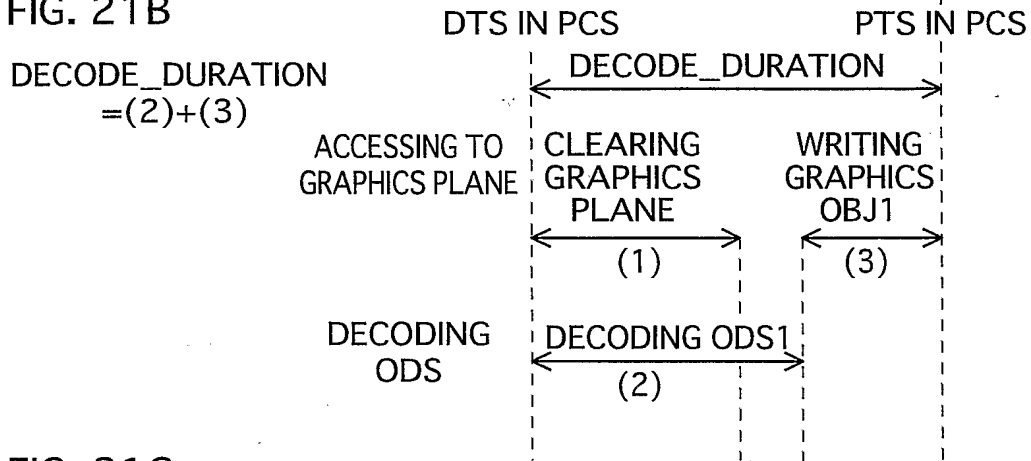 FIG. 21B
DTS IN PCS
PTS IN PCS
DECODE_DURATION
=(2)+(3)
DECODE_DURATION
ACCESSING TO
GRAPHICS PLANE
CLEARING
GRAPHICS
PLANE
(1)
WRITING
GRAPHICS
OBJ1
(3)
DECODING
ODS
DECODING ODS1
(2)